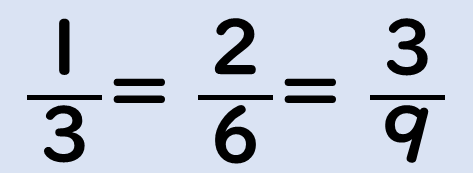 1/3 = 2/6 = 3/9